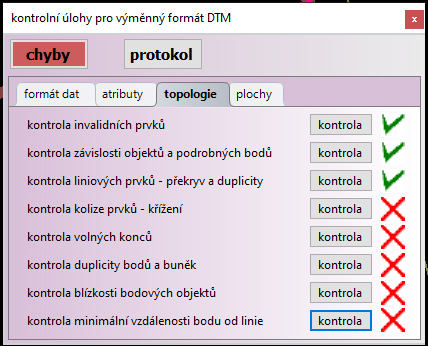 kontrolní úlohy pro výměnný formát DTM x
chyby protokol
formát dat atributy topologie plochy
kontrola invalidních prvků kontrola
kontrola závislosti objektů a podrobných bodů kontrola
kontrola liniových prvků - překryv a duplicity kontrola
kontrola kolize prvků - křížení kontrola
kontrola volných konců kontrola
kontrola duplicity bodů a buněk kontrola
kontrola blízkosti bodových objektů kontrola
kontrola minimální vzdálenosti bodu od linie kontrola